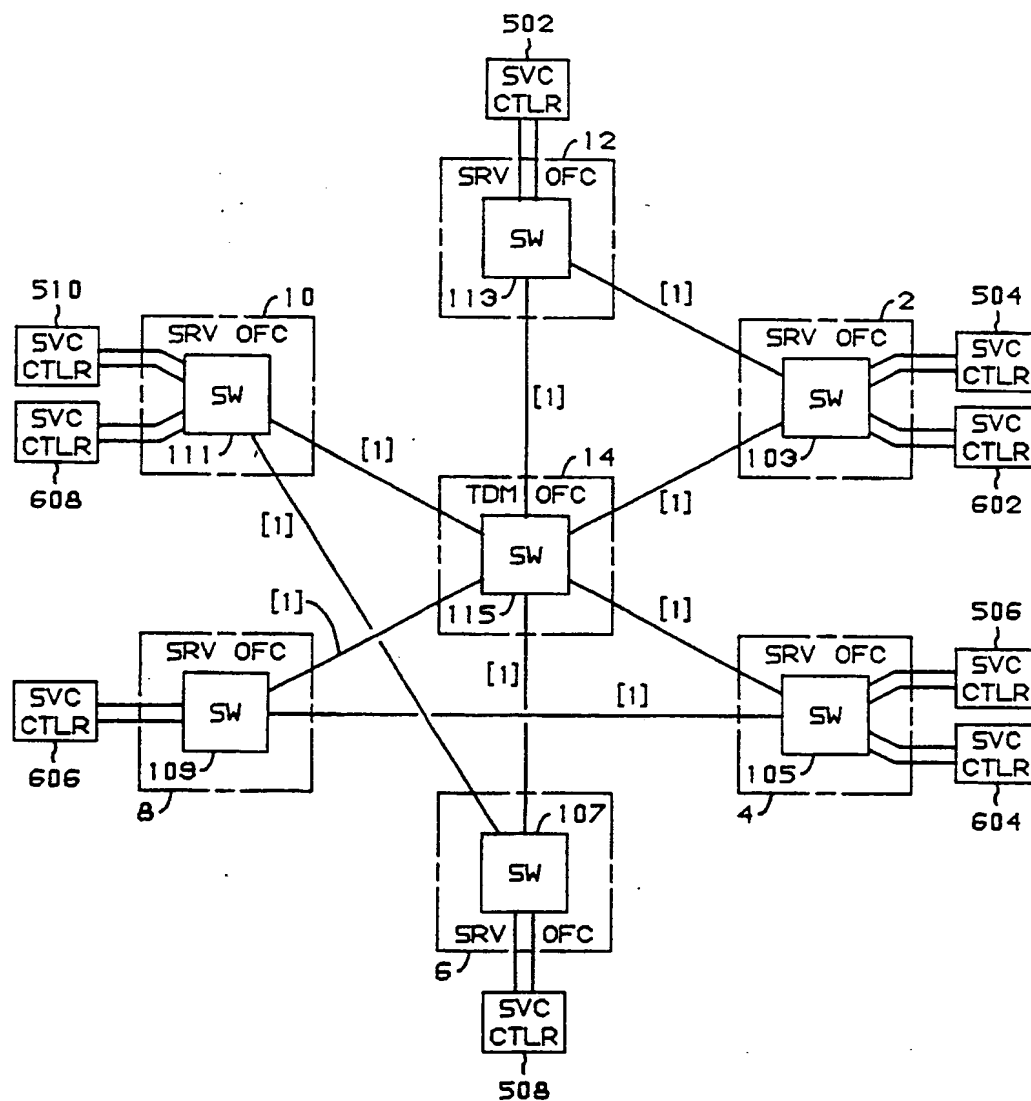 502
SVC
CTLR
12
SRV OFC
SW
113
[1]
510
SVC
CTLR
SVC
CTLR
608
10
SRV OFC
SW
111
[1]
2
SRV OFC
SW
103
504
SVC
CTLR
SVC
CTLR
602
[1]
[1]
[1]
14
TDM OFC
SW
115
[1]
[1]
[1]
[1]
[1]
SRV OFC
SW
109
8
SVC
CTLR
606
SRV OFC
SW
105
4
506
SVC
CTLR
SVC
CTLR
604
107
SW
SRV OFC
6
SVC
CTLR
508